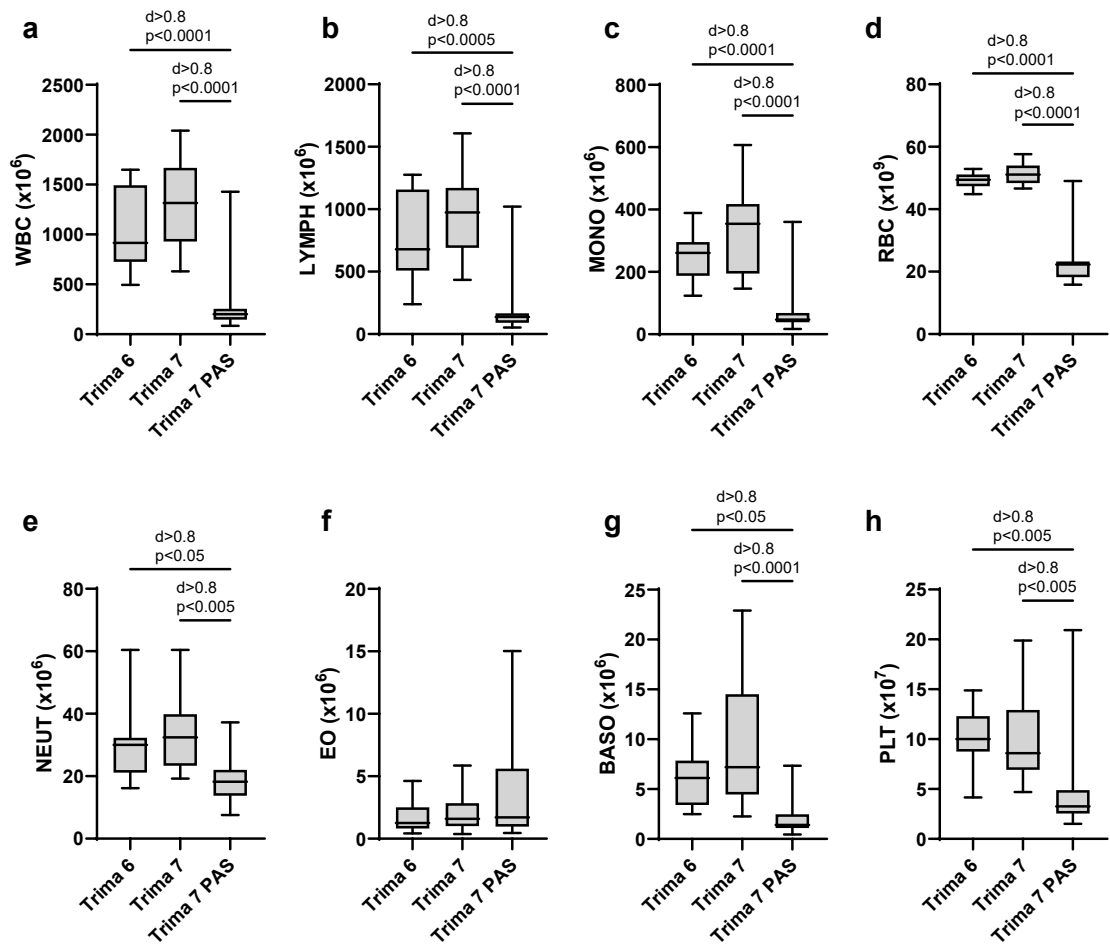 a
d>0.8
p<0.0001
d>0.8
p<0.0001
WBC (x10⁶)
2500
2000
1500
1000
500
0
Trima 6
Trima 7
Trima 7 PAS
b
d>0.8
p<0.0005
d>0.8
p<0.0001
LYMPH (x10⁶)
2000
1500
1000
500
0
Trima 6
Trima 7
Trima 7 PAS
c
d>0.8
p<0.0001
d>0.8
p<0.0001
MONO (x10⁶)
800
600
400
200
0
Trima 6
Trima 7
Trima 7 PAS
d
d>0.8
p<0.0001
d>0.8
p<0.0001
RBC (x10⁹)
80
60
40
20
0
Trima 6
Trima 7
Trima 7 PAS
e
d>0.8
p<0.05
d>0.8
p<0.005
NEUT (x10⁶)
80
60
40
20
0
Trima 6
Trima 7
Trima 7 PAS
f
EO (x10⁶)
20
15
10
5
0
Trima 6
Trima 7
Trima 7 PAS
g
d>0.8
p<0.05
d>0.8
p<0.0001
BASO (x10⁶)
25
20
15
10
5
0
Trima 6
Trima 7
Trima 7 PAS
h
d>0.8
p<0.005
d>0.8
p<0.005
PLT (x10⁷)
25
20
15
10
5
0
Trima 6
Trima 7
Trima 7 PAS